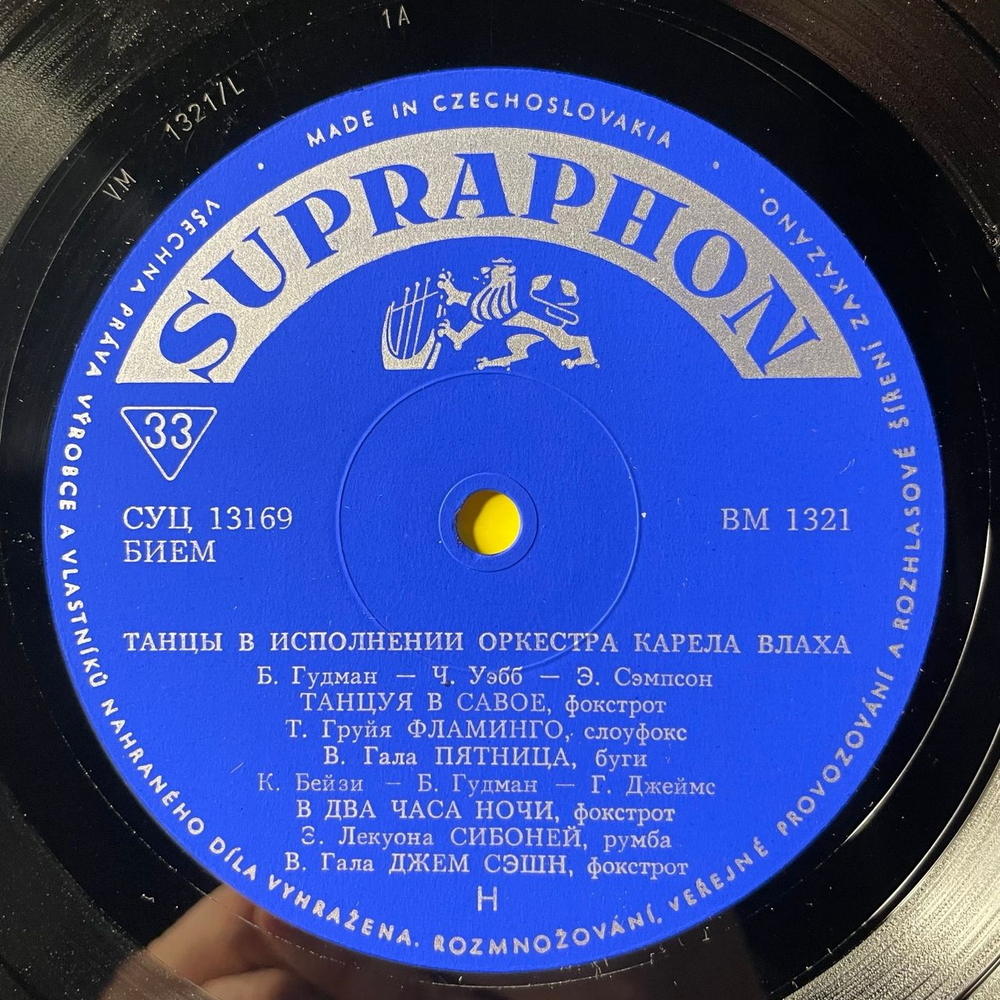 1A
VM 1321/L
MADE IN CZECHOSLOVAKIA
SUPRAPHON
33
СУЦ 13169
БИЕМ
ВМ 1321
ТАНЦЫ В ИСПОЛНЕНИИ ОРКЕСТРА КАРЕЛА ВЛАХА
Б. Гудман — Ч. Уэбб — Э. Сэмпсон
ТАНЦУЯ В САВОЕ, фокстрот
Т. Груйя ФЛАМИНГО, слоуфокс
В. Гала ПЯТНИЦА, буги
К. Бейзи — Б. Гудман — Г. Джеймс
В ДВА ЧАСА НОЧИ, фокстрот
Э. Лекуона СИБОНЕЙ, румба
В. Гала ДЖЕМ СЭШН, фокстрот
Н
VŠECHNA PRÁVA VÝROBCE A VLASTNÍKŮ NAHRANÉHO DÍLA VYHRAŽENA. ROZMNOŽOVÁNÍ, VEŘEJNÉ PROVOZOVÁNÍ A ROZHLASOVÉ ŠÍŘENÍ ZAKÁZÁNO.